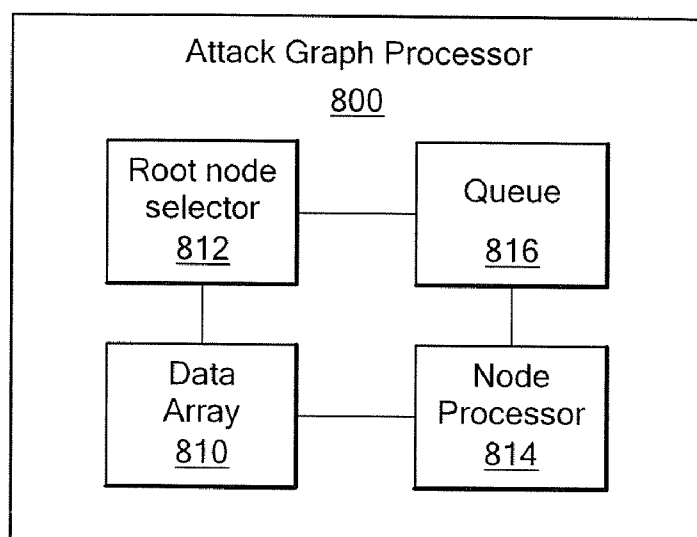 Attack Graph Processor
800
Root node
selector
812
Queue
816
Data
Array
810
Node
Processor
814